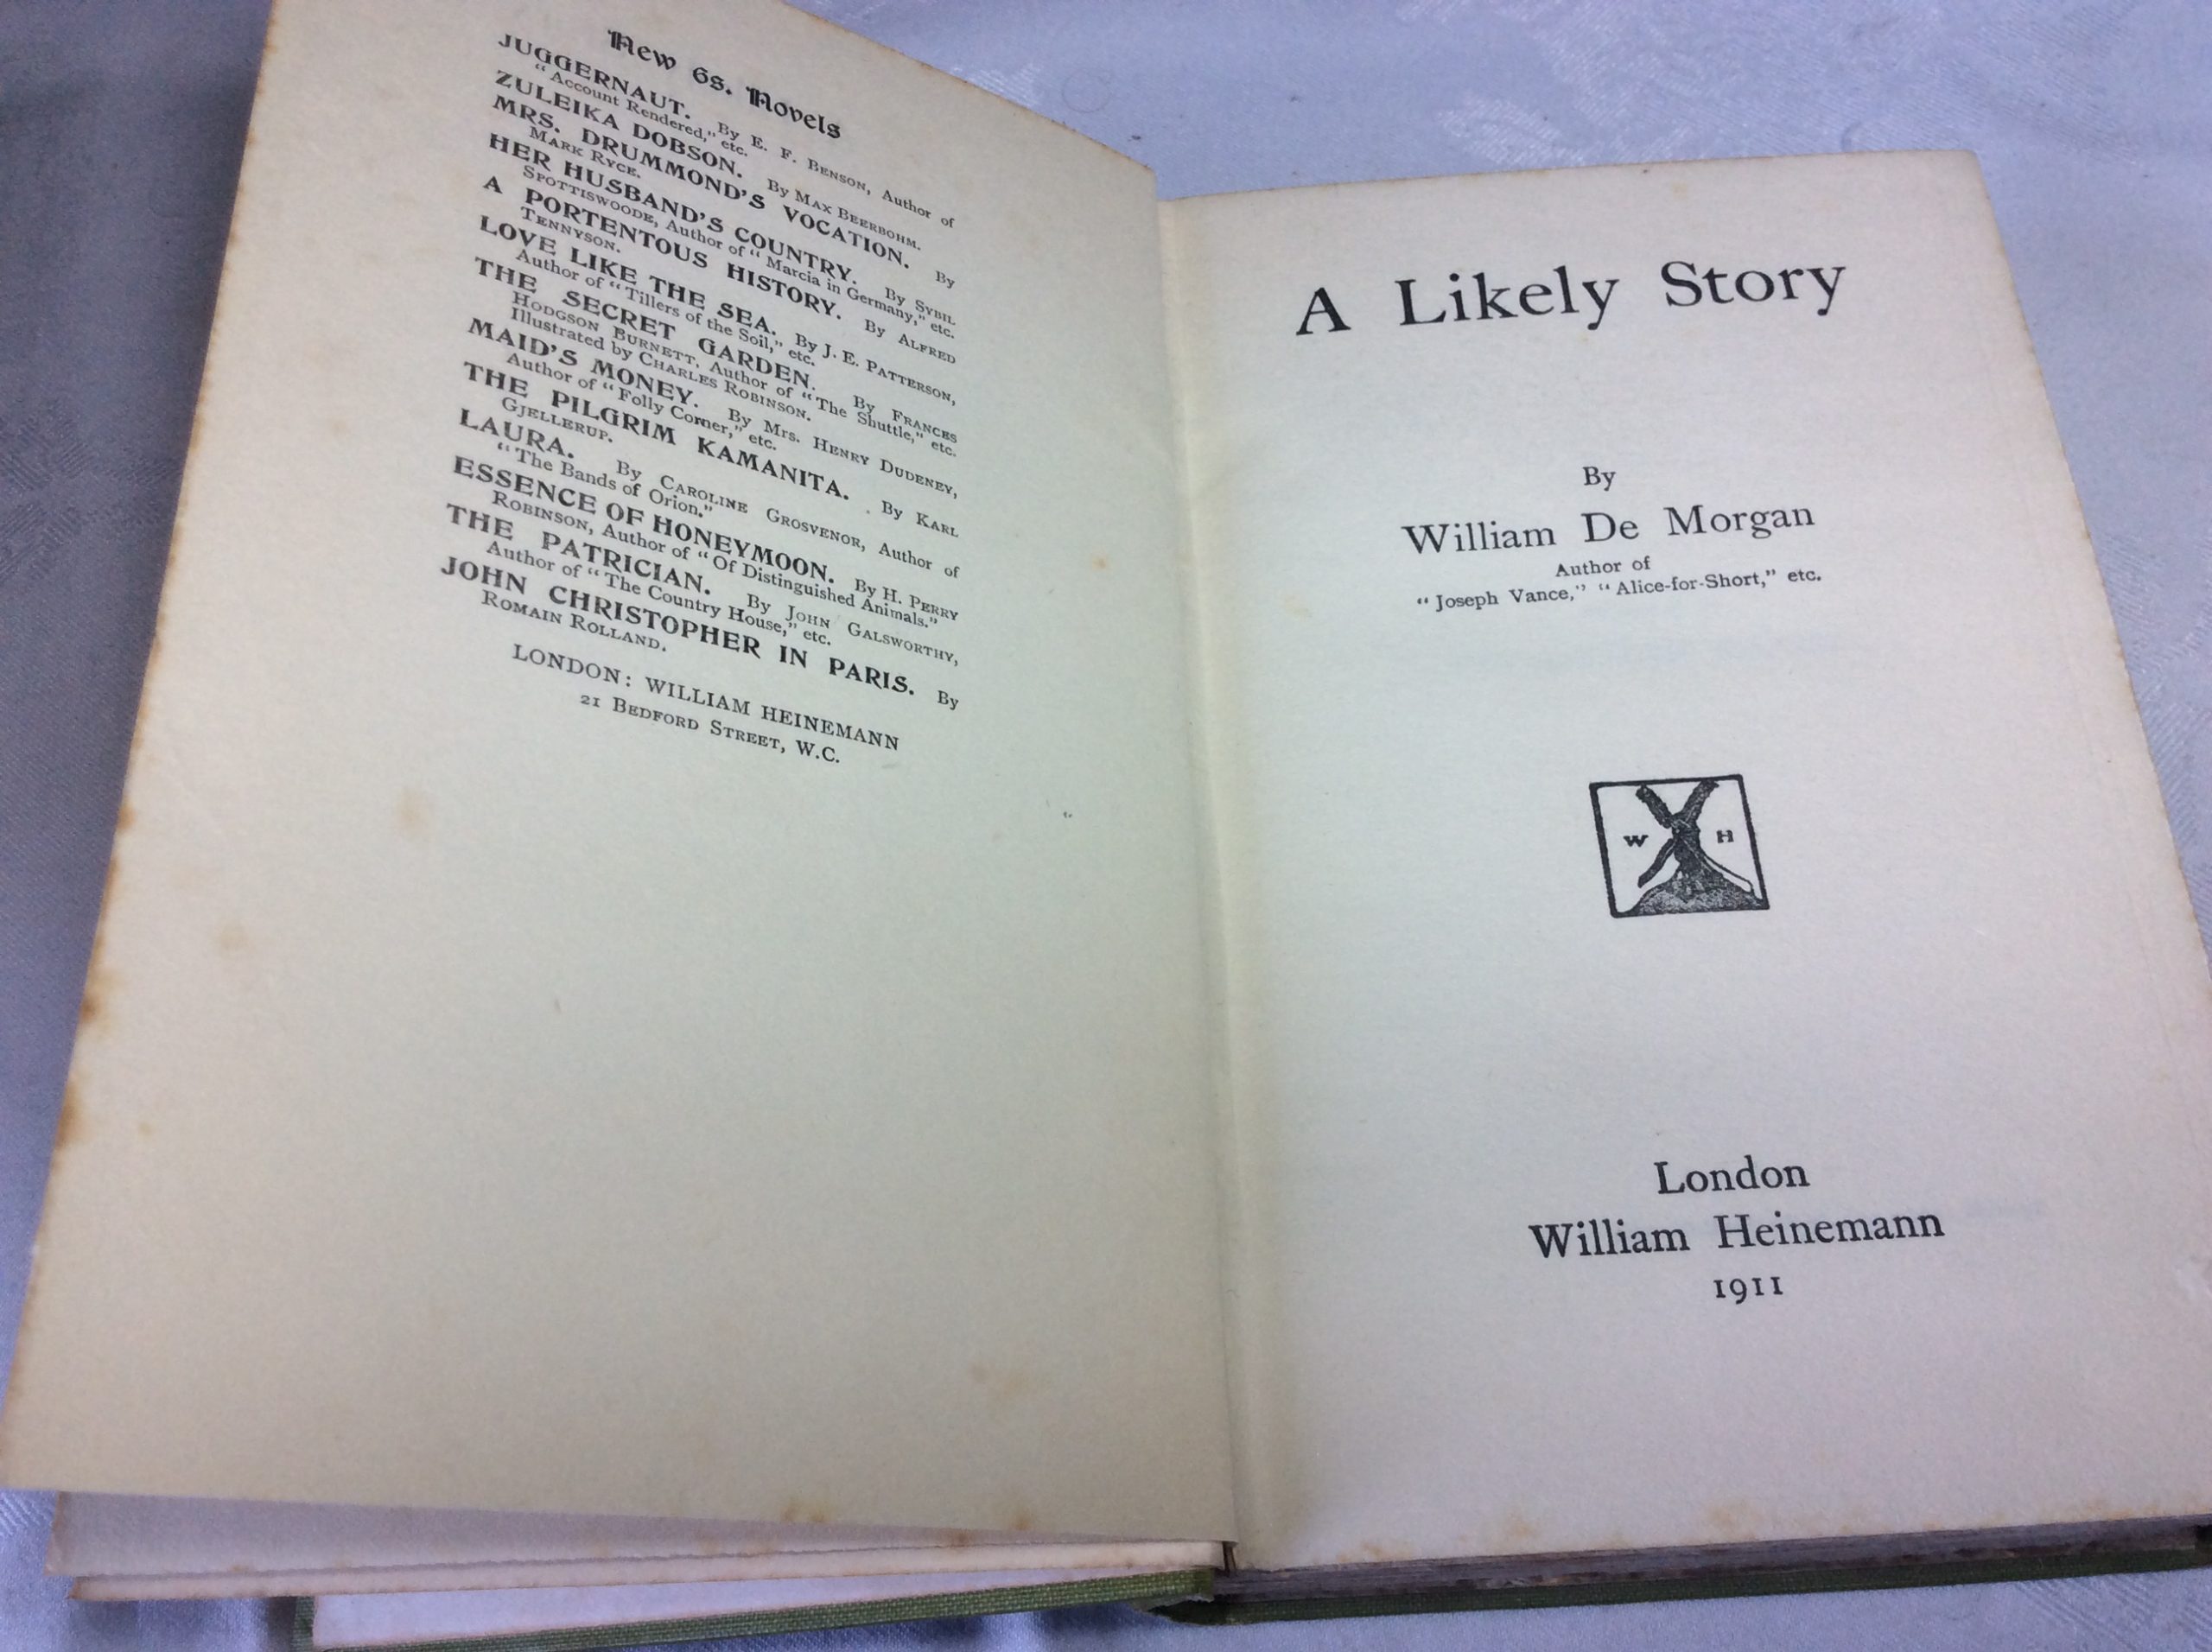 New 6s. Novels
JUGGERNAUT. By E. F. BENSON, Author of
"Account Rendered," etc.
ZULEIKA DOBSON. By MAX BEERBOHM.
MRS. DRUMMOND'S VOCATION. By
MARK RYCE.
HER HUSBAND'S COUNTRY. By SYBIL
SPOTTISWOODE, Author of "Marcia in Germany," etc.
A PORTENTOUS HISTORY. By ALFRED
TENNYSON.
LOVE LIKE THE SEA. By J. E. PATTERSON,
Author of "Tillers of the Soil," etc.
THE SECRET GARDEN. By FRANCES
HODGSON BURNETT, Author of "The Shuttle," etc.
Illustrated by CHARLES ROBINSON.
MAID'S MONEY. By Mrs. HENRY DUDENEY,
Author of "Folly Corner," etc.
THE PILGRIM KAMANITA. By KARL
GJELLERUP.
LAURA. By CAROLINE GROSVENOR, Author of
"The Bands of Orion."
ESSENCE OF HONEYMOON. By H. PERRY
ROBINSON, Author of "Of Distinguished Animals."
THE PATRICIAN. By JOHN GALSWORTHY,
Author of "The Country House," etc.
JOHN CHRISTOPHER IN PARIS. By
ROMAIN ROLLAND.
LONDON: WILLIAM HEINEMANN
21 BEDFORD STREET, W.C.
A Likely Story
By
William De Morgan
Author of
"Joseph Vance," "Alice-for-Short," etc.
W H
London
William Heinemann
1911